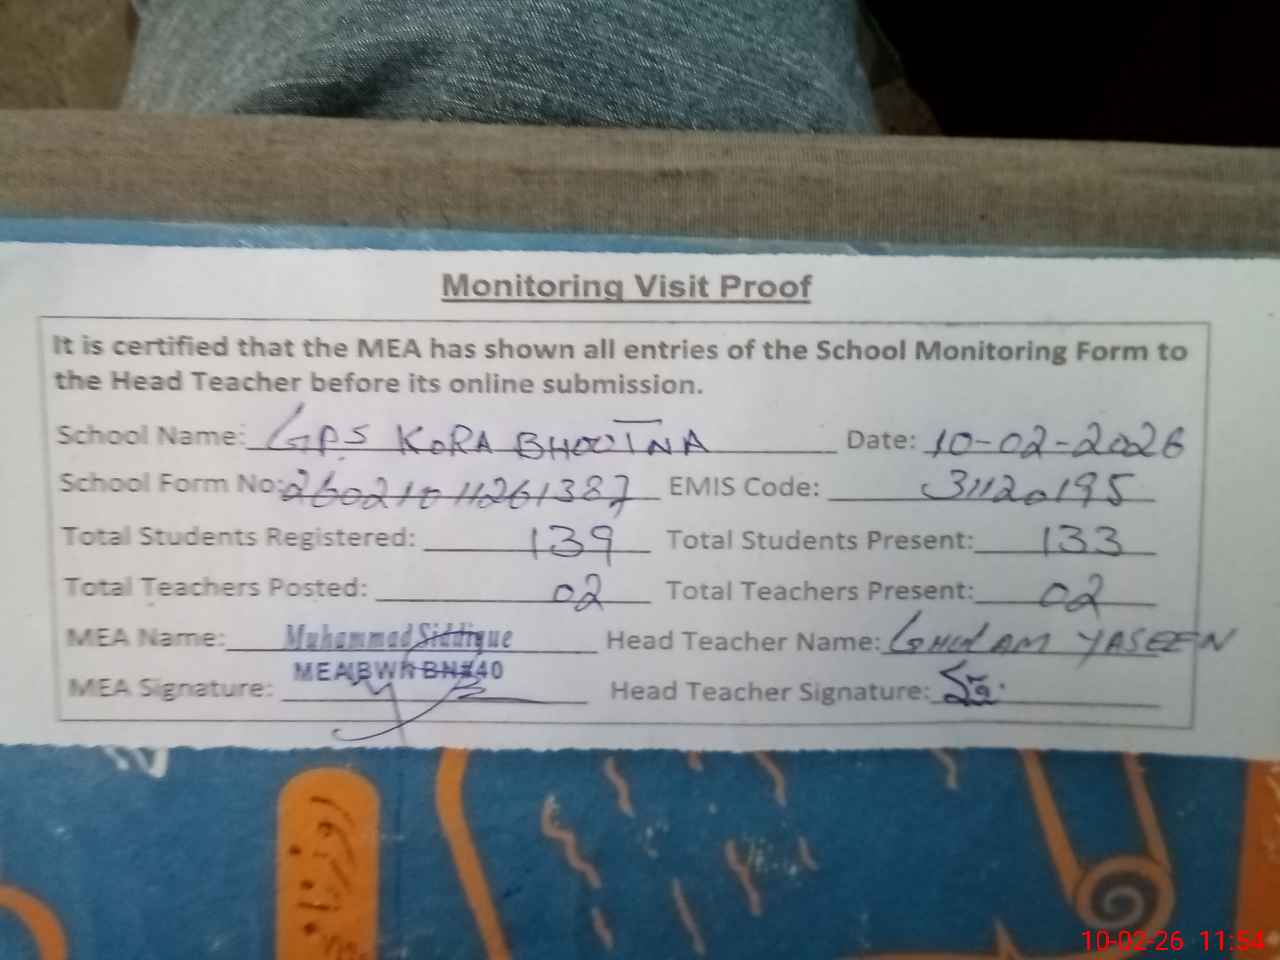 Monitoring Visit Proof
It is certified that the MEA has shown all entries of the School Monitoring Form to
the Head Teacher before its online submission.
School Name: GPS KORA BHOOTNA Date: 10-02-2026
School Form No: 26021011261387 EMIS Code: 31120195
Total Students Registered: 139 Total Students Present: 133
Total Teachers Posted: 02 Total Teachers Present: 02
MEA Name: Muhammad Siddique Head Teacher Name: GHULAM YASEEN
MEA Signature: Head Teacher Signature:
10-02-26 11:54